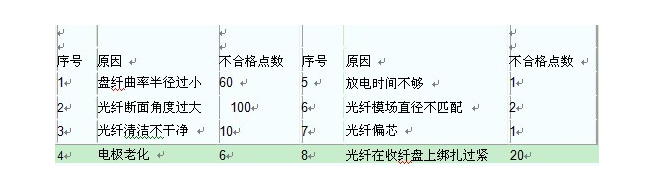 序号 原因 不合格点数 序号 原因 不合格点数
1 盘纤曲率半径过小 60 5 放电时间不够 1
2 光纤断面角度过大 100 6 光纤模场直径不匹配 2
3 光纤清洁不干净 10 7 光纤偏芯 1
4 电极老化 6 8 光纤在收纤盘上绑扎过紧 20